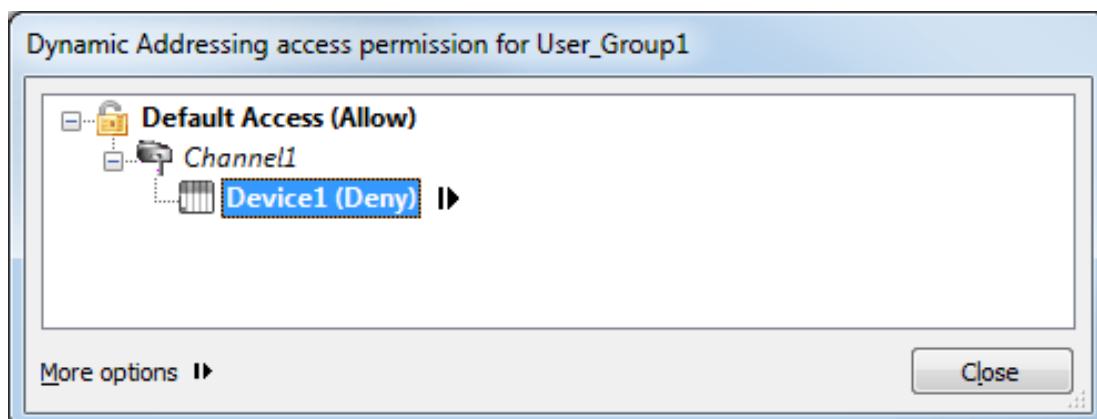 Dynamic Addressing access permission for User_Group1
Default Access (Allow)
Channel1
Device1 (Deny)
More options
Close